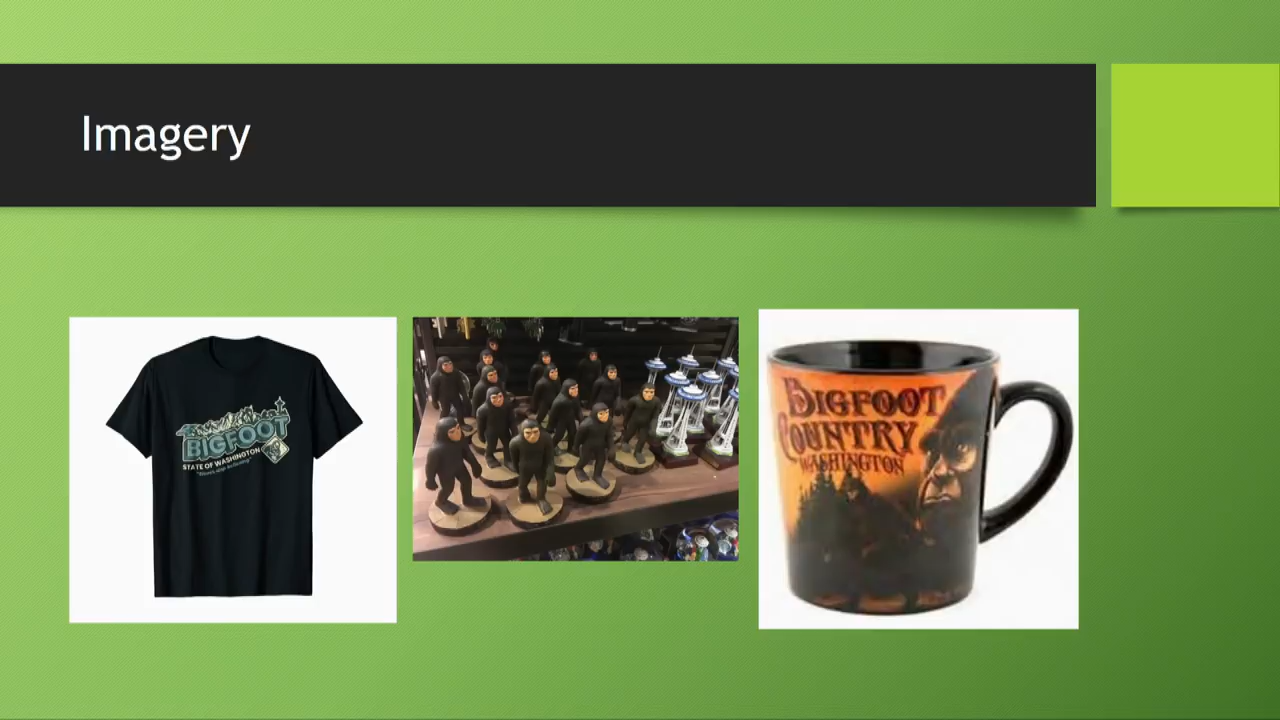 Imagery
BIGFOOT
STATE OF WASHINGTON
BIGFOOT
COUNTRY
WASHINGTON